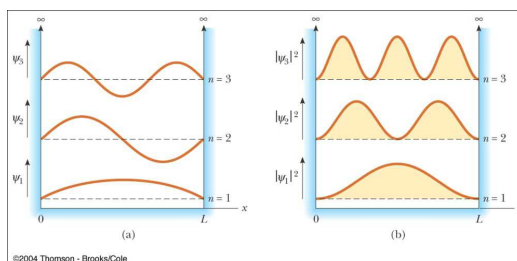 ∞ ∞
ψ₃
n = 3
ψ₂
n = 2
ψ₁
n = 1
0 L x
(a)
∞ ∞
|ψ₃|²
n = 3
|ψ₂|²
n = 2
|ψ₁|²
n = 1
0 L
(b)
©2004 Thomson - Brooks/Cole